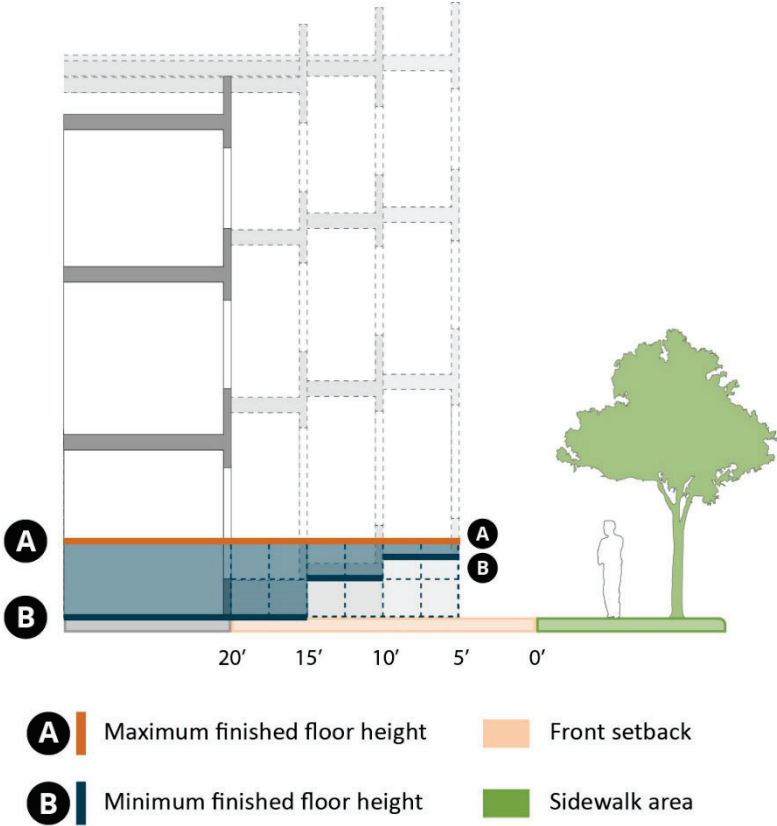 A
A
B
B
20’ 15’ 10’ 5’ 0’
A Maximum finished floor height
Front setback
B Minimum finished floor height
Sidewalk area